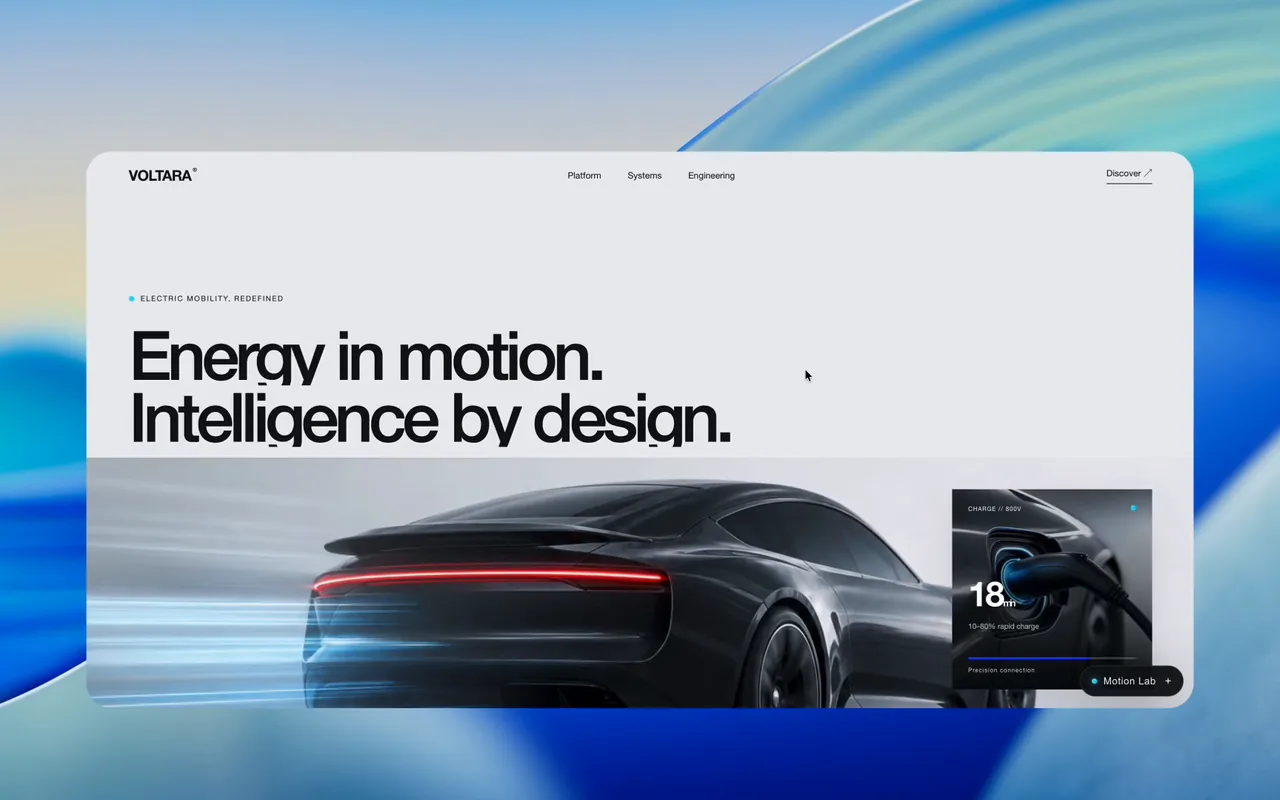 VOLTARA®
Platform Systems Engineering
Discover ↗
ELECTRIC MOBILITY, REDEFINED
Energy in motion.
Intelligence by design.
CHARGE // 800V
18min
10–80% rapid charge
Precision connection
Motion Lab +